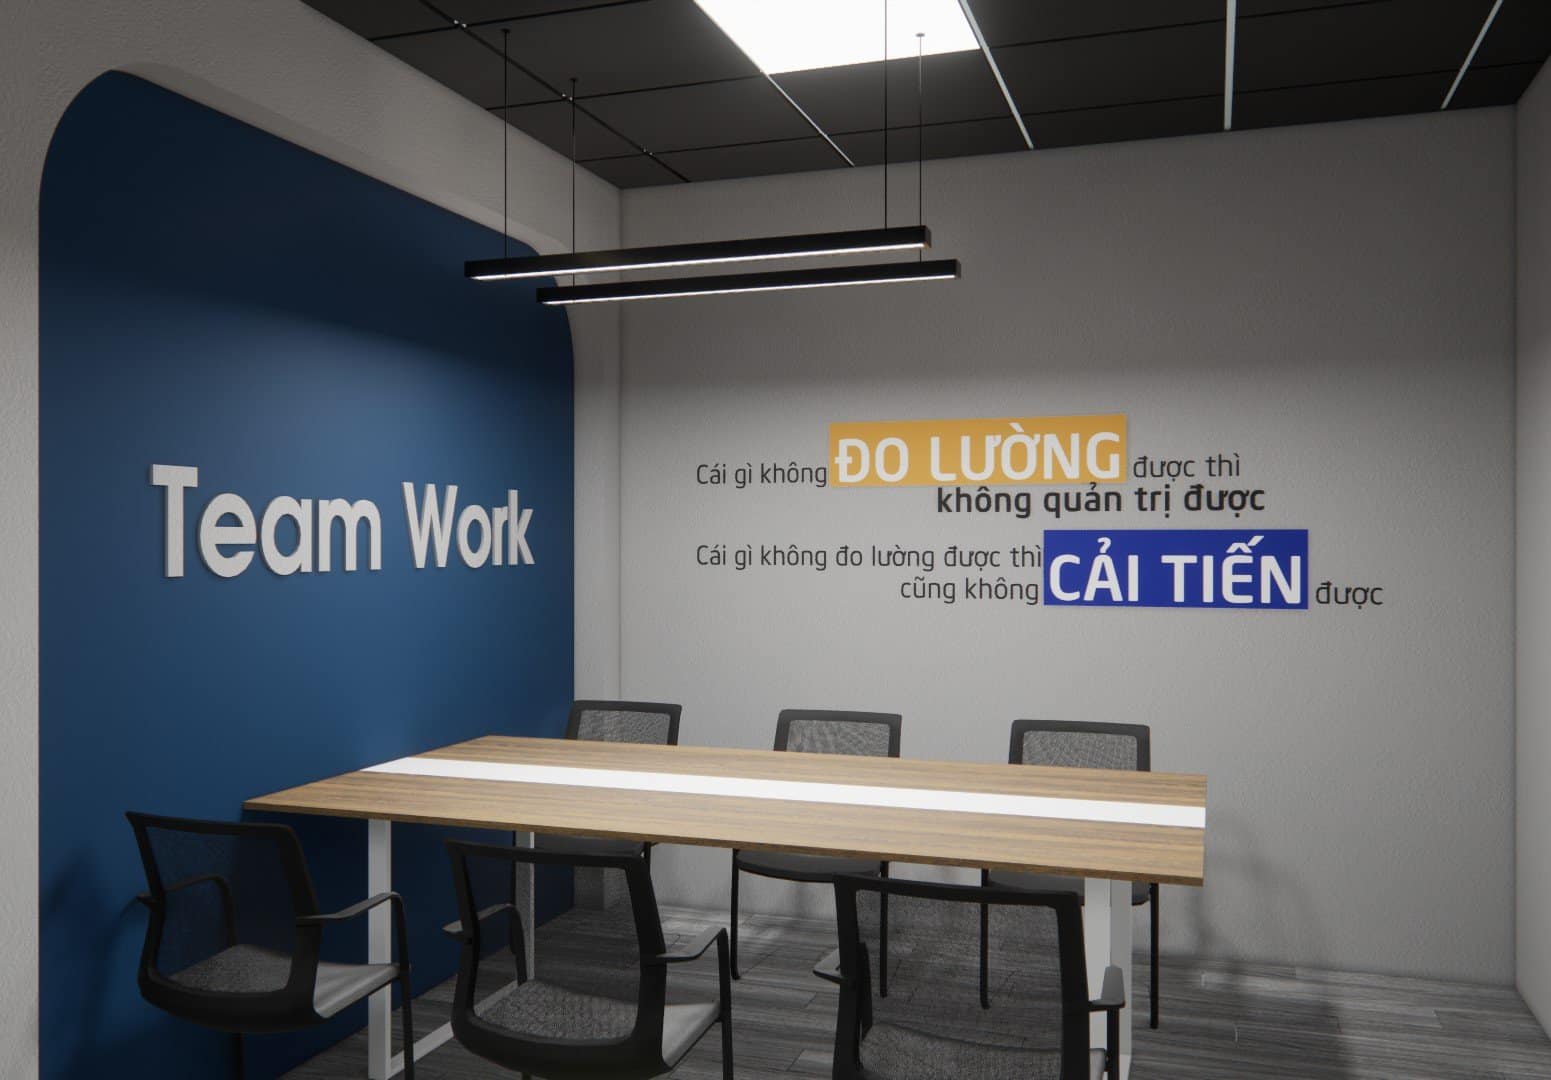 Team Work
Cái gì không ĐO LƯỜNG được thì
không quản trị được
Cái gì không đo lường được thì
cũng không CẢI TIẾN được